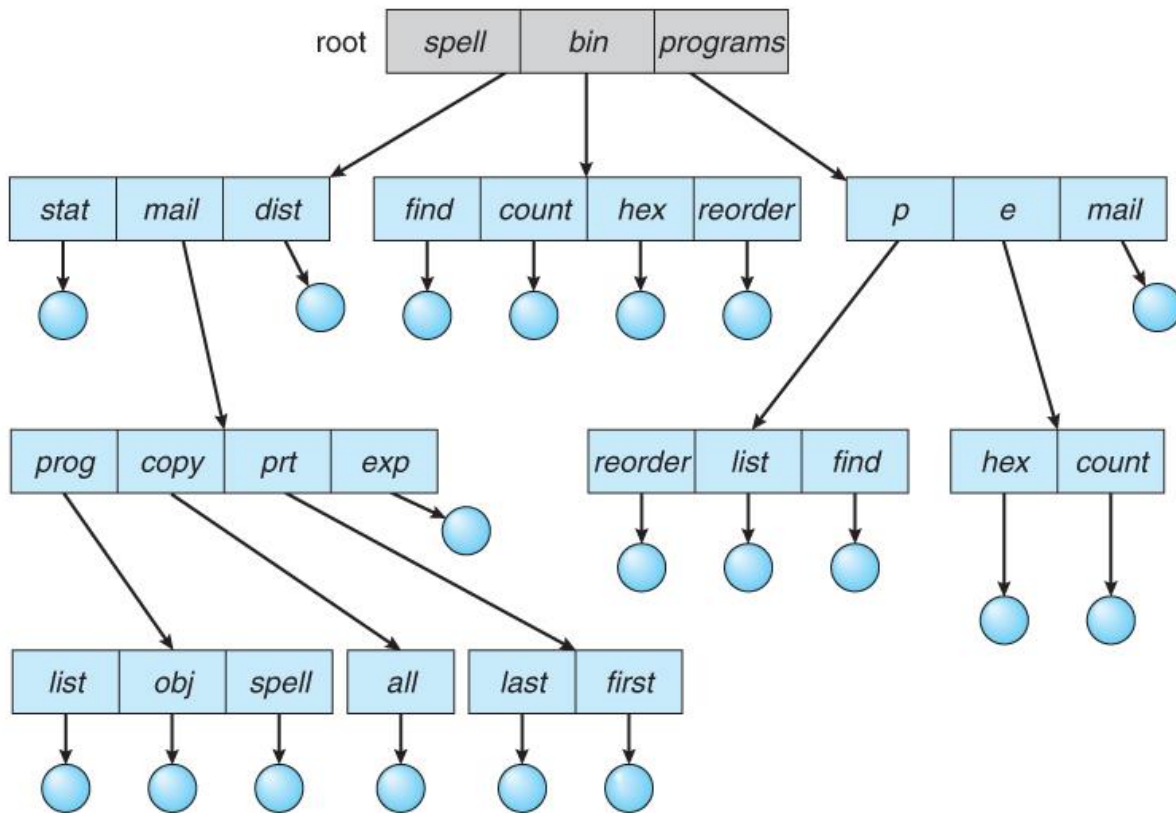 root spell bin programs
stat mail dist find count hex reorder p e mail
prog copy prt exp reorder list find hex count
list obj spell all last first